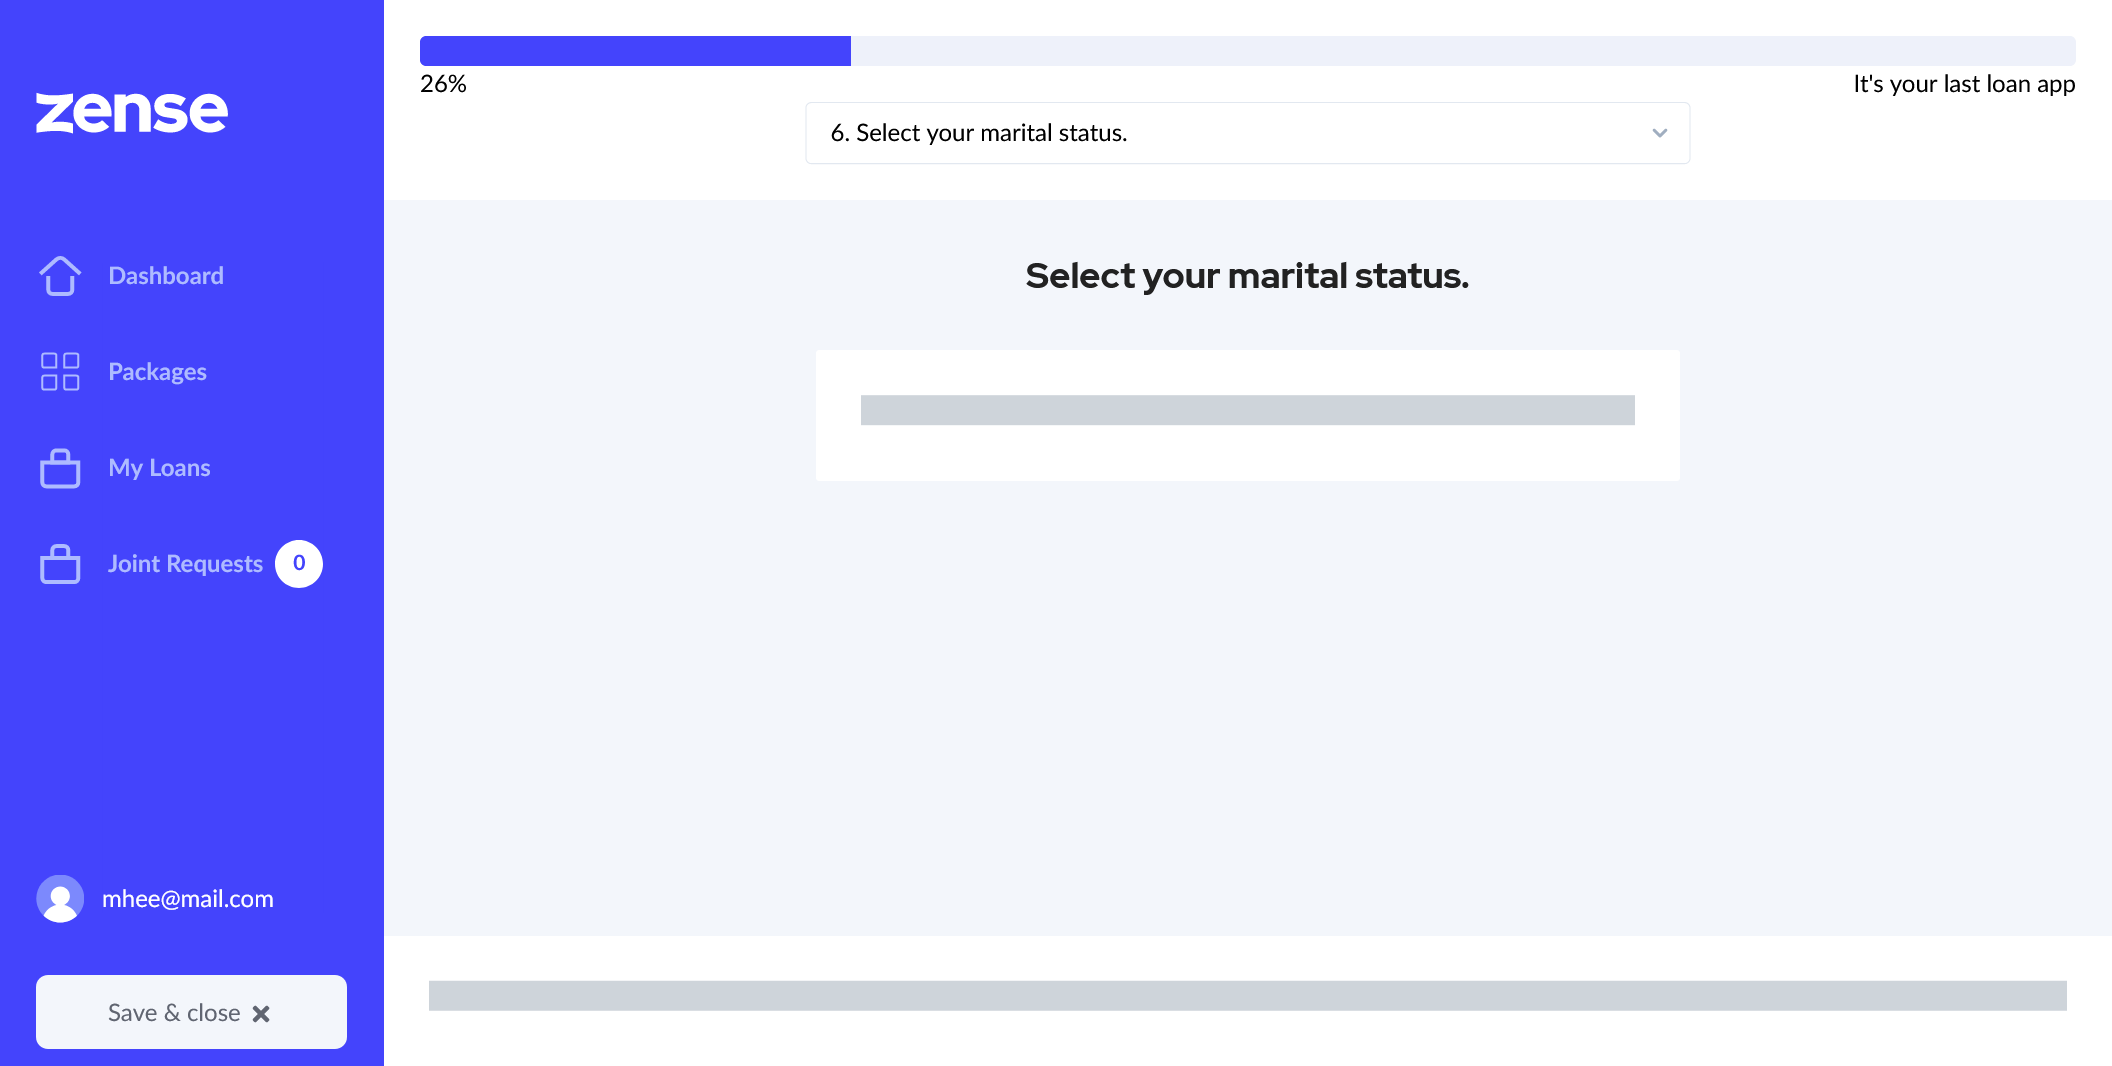 zense
Dashboard
Packages
My Loans
Joint Requests 0
mhee@mail.com
Save & close
26%
It's your last loan app
6. Select your marital status.
Select your marital status.